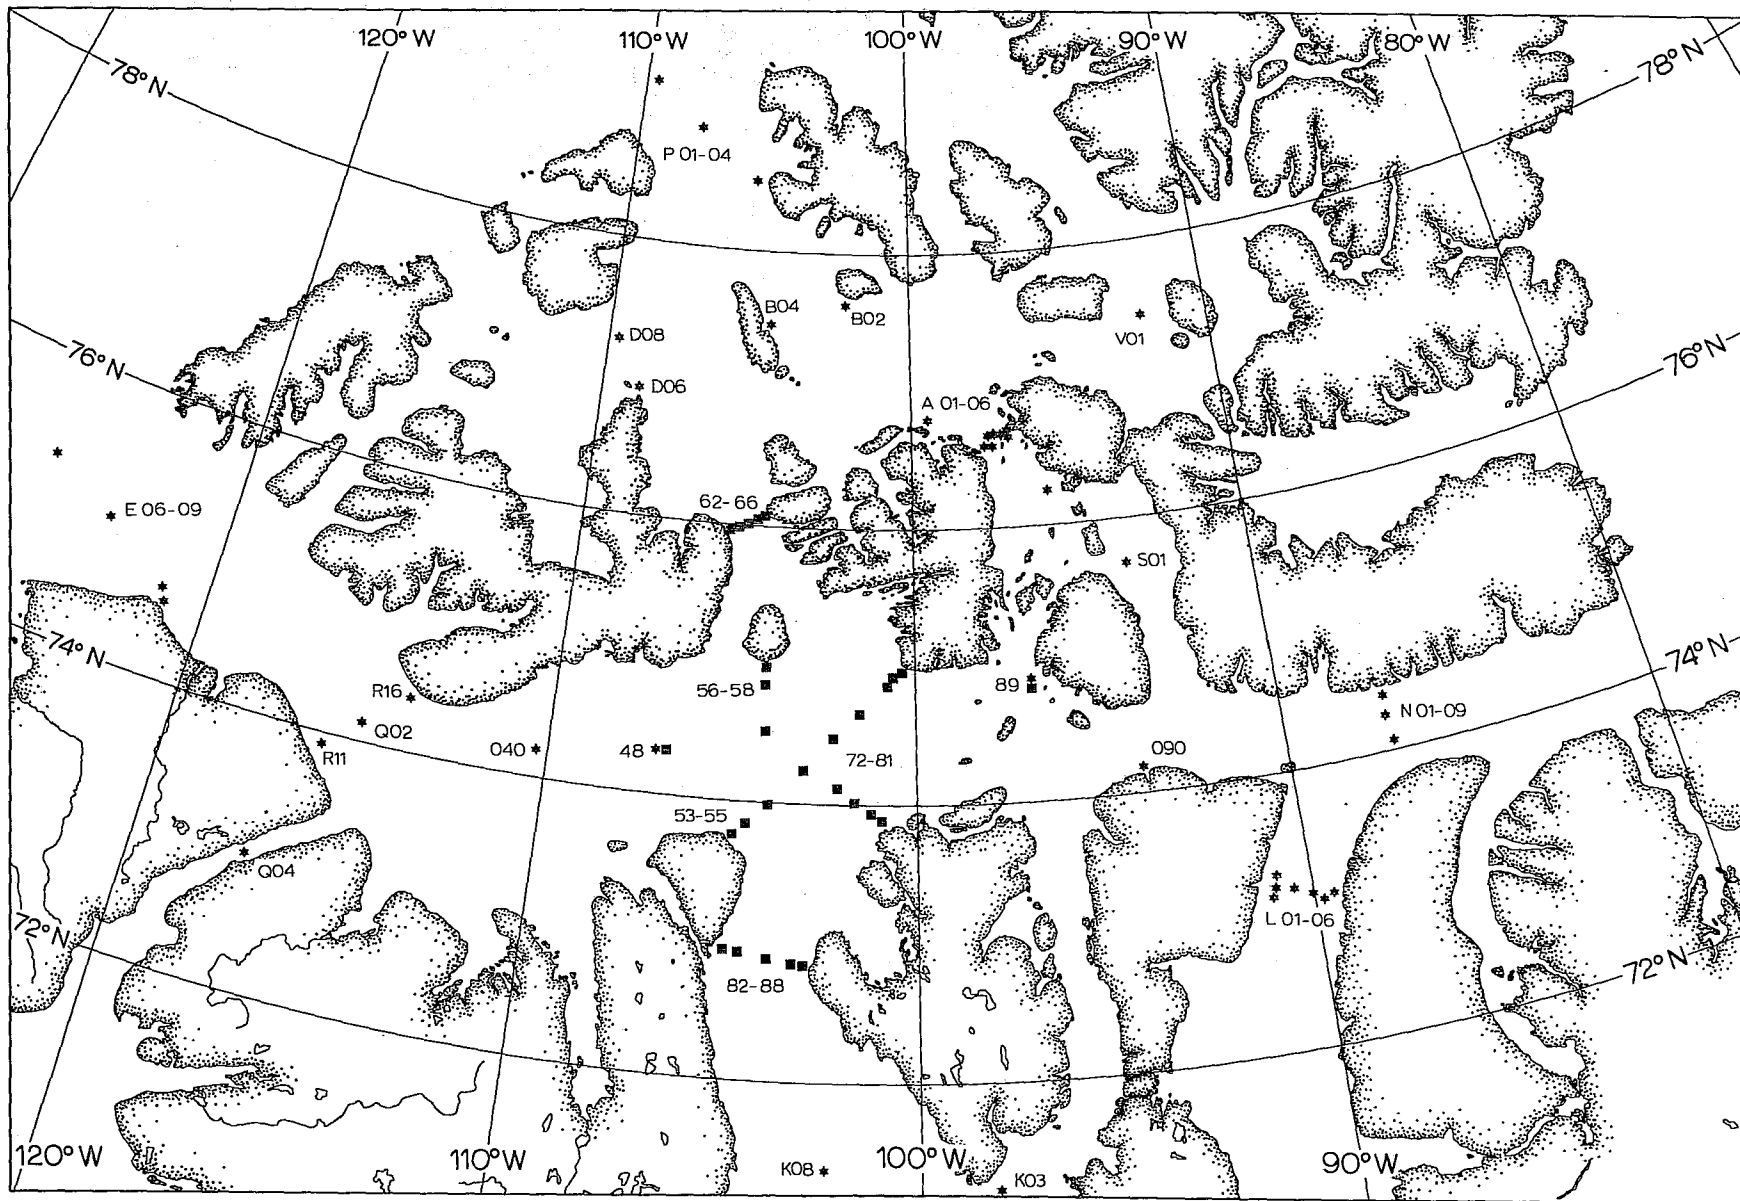 120°W
110°W
100°W
90°W
80°W
78°N
78°N
P 01-04
B04
B02
V01
D08
76°N
76°N
D06
A 01-06
62-66
E 06-09
S01
74°N
74°N
R16
56-58
89
N 01-09
Q02
R11
040
48
72-81
090
53-55
Q04
L 01-06
72°N
72°N
82-88
120°W
110°W
K08
100°W
K03
90°W